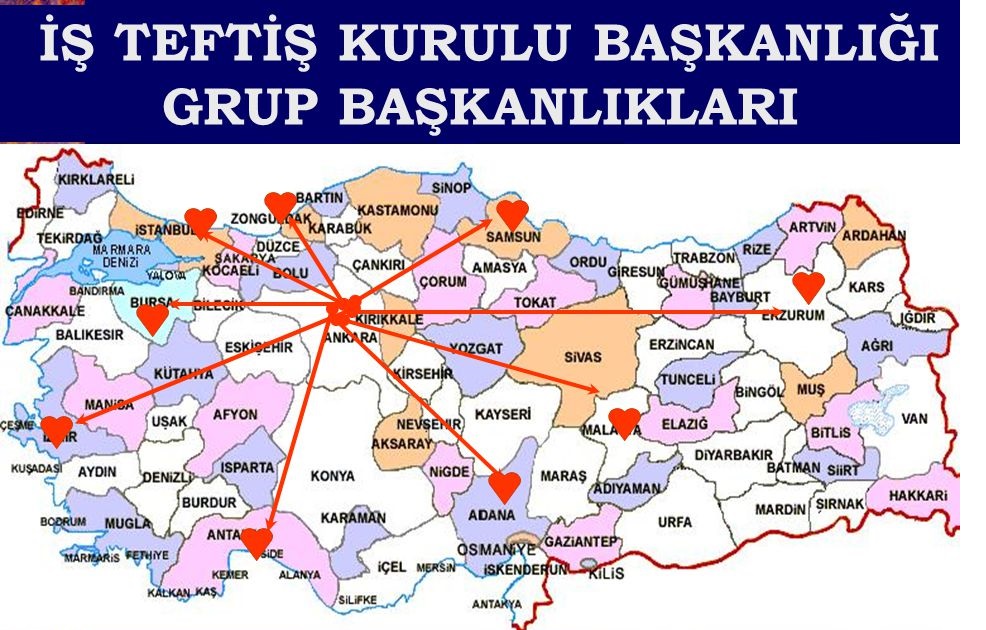 İŞ TEFTİŞ KURULU BAŞKANLIĞI
GRUP BAŞKANLIKLARI
KIRKLARELİ
EDİRNE
TEKİRDAĞ
İSTANBUL
MARMARA
DENİZİ
YALOVA
KOCAELİ
SAKARYA
DÜZCE
BOLU
ZONGULDAK
BARTIN
KARABÜK
KASTAMONU
SİNOP
SAMSUN
ÇANKIRI
ÇORUM
AMASYA
TOKAT
ORDU
GİRESUN
TRABZON
GÜMÜŞHANE
BAYBURT
RİZE
ARTVİN
ARDAHAN
KARS
IĞDIR
ERZURUM
AĞRI
BANDIRMA
ÇANAKKALE
BURSA
BİLECİK
BALIKESIR
ESKİŞEHİR
ANKARA
KIRIKKALE
YOZGAT
SİVAS
ERZİNCAN
TUNCELİ
BİNGÖL
MUŞ
KÜTAHYA
KIRŞEHİR
MANİSA
UŞAK
AFYON
NEVŞEHIR
KAYSERİ
AKSARAY
MALATYA
ELAZIĞ
BİTLİS
VAN
ÇEŞME
İZMİR
KUŞADASI
AYDIN
DENİZLİ
ISPARTA
BURDUR
KONYA
NİGDE
MARAŞ
ADIYAMAN
DİYARBAKIR
BATMAN
SİİRT
ŞIRNAK
HAKKARİ
MARDİN
URFA
BODRUM
MUGLA
MARMARİS
FETHİYE
ANTA
SİDE
KEMER
ALANYA
KALKAN
KAŞ
KARAMAN
İÇEL
MERSIN
SİLİFKE
ADANA
OSMANİYE
GAZİANTEP
İSKENDERUN
KİLİS
ANTAKYA